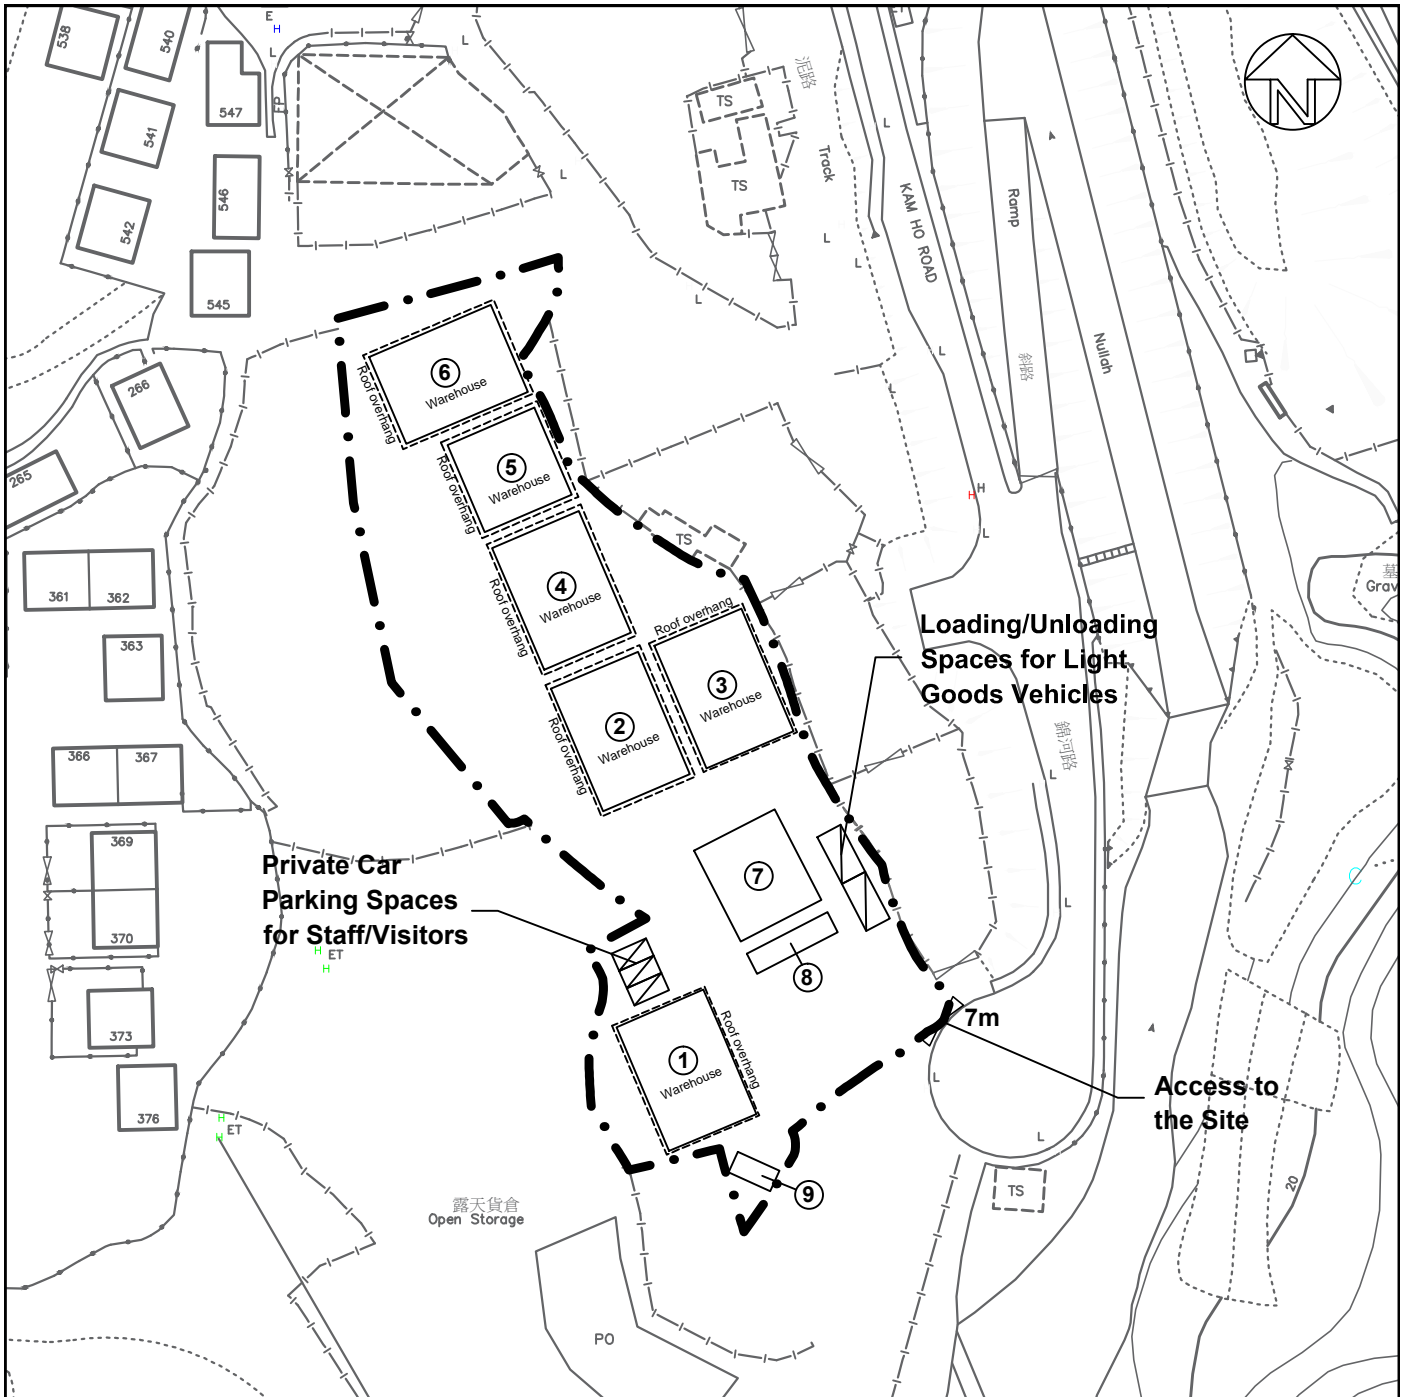 538
540
547
FP
E
H
L
541
546
542
545
TS
TS
泥路
Track
L
L
L
L
L
KAM HO ROAD
Ramp
斜路
Nullah
N
L
L
266
265
6
Warehouse
Roof overhang
5
Warehouse
Roof overhang
4
Warehouse
Roof overhang
TS
H
H
L
墓
Grav
361
362
363
366
367
369
370
373
376
Roof overhang
3
Warehouse
2
Warehouse
Roof overhang
Loading/Unloading
Spaces for Light
Goods Vehicles
錦河路
L
7
8
Private Car
Parking Spaces
for Staff/Visitors
H
ET
H
L
C
1
Warehouse
Roof overhang
7m
L
Access to
the Site
L
H
ET
H
9
露天貨倉
Open Storage
TS
20
PO